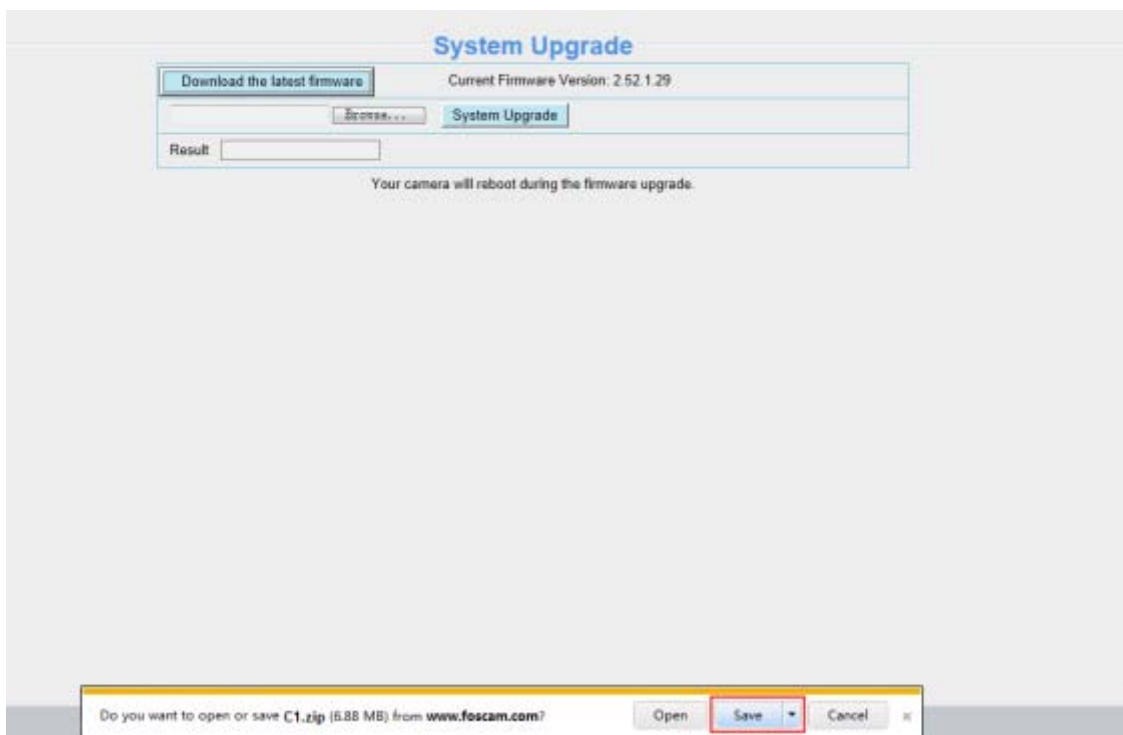 System Upgrade
Download the latest firmware Current Firmware Version: 2.52.1.29
Browse... System Upgrade
Result
Your camera will reboot during the firmware upgrade.
Do you want to open or save C1.zip (6.88 MB) from www.foscam.com? Open Save Cancel ×